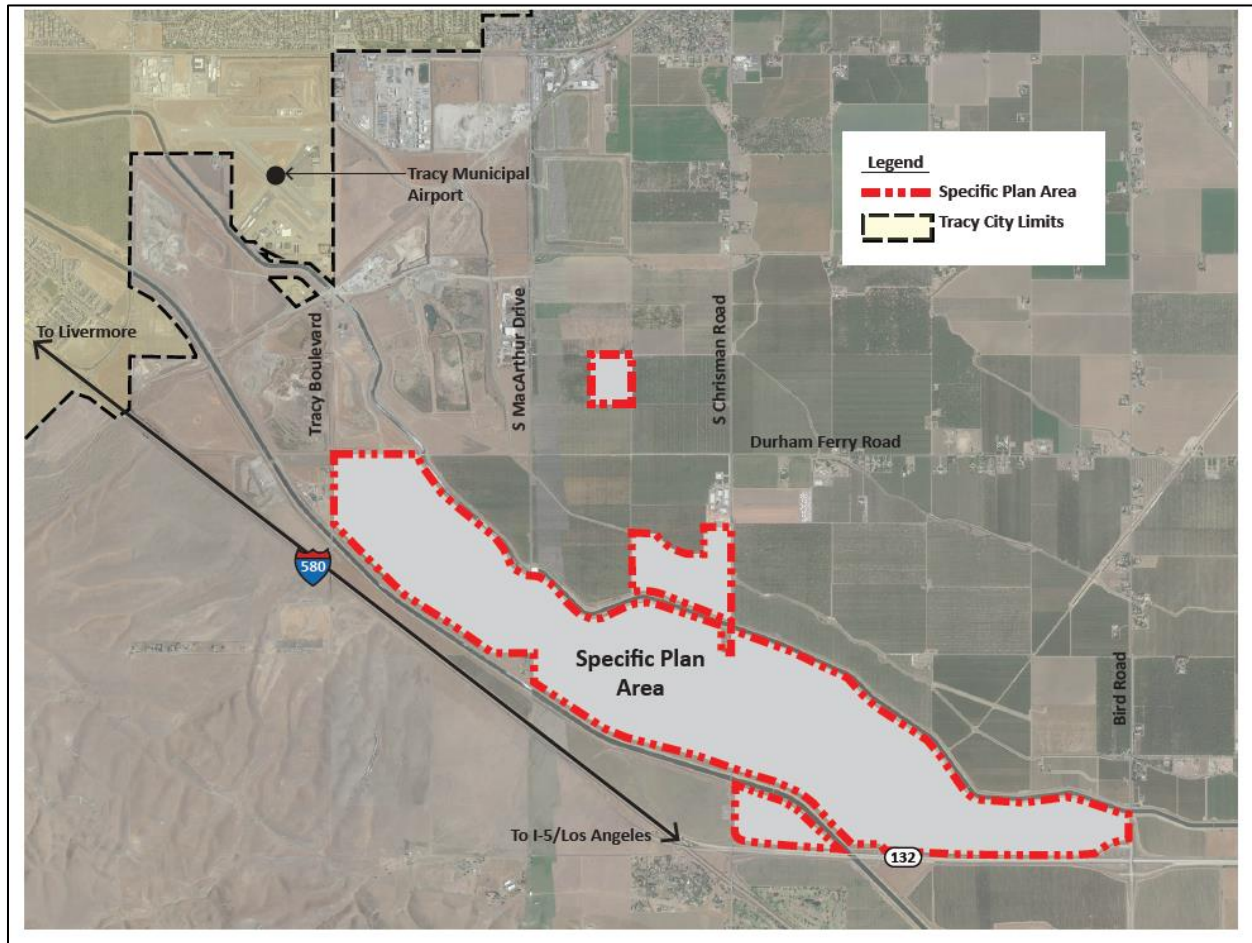 Legend
Specific Plan Area
Tracy City Limits
Tracy Municipal
Airport
To Livermore
Tracy Boulevard
S MacArthur Drive
S Chrisman Road
Durham Ferry Road
580
Specific Plan
Area
Bird Road
To I-5/Los Angeles
132